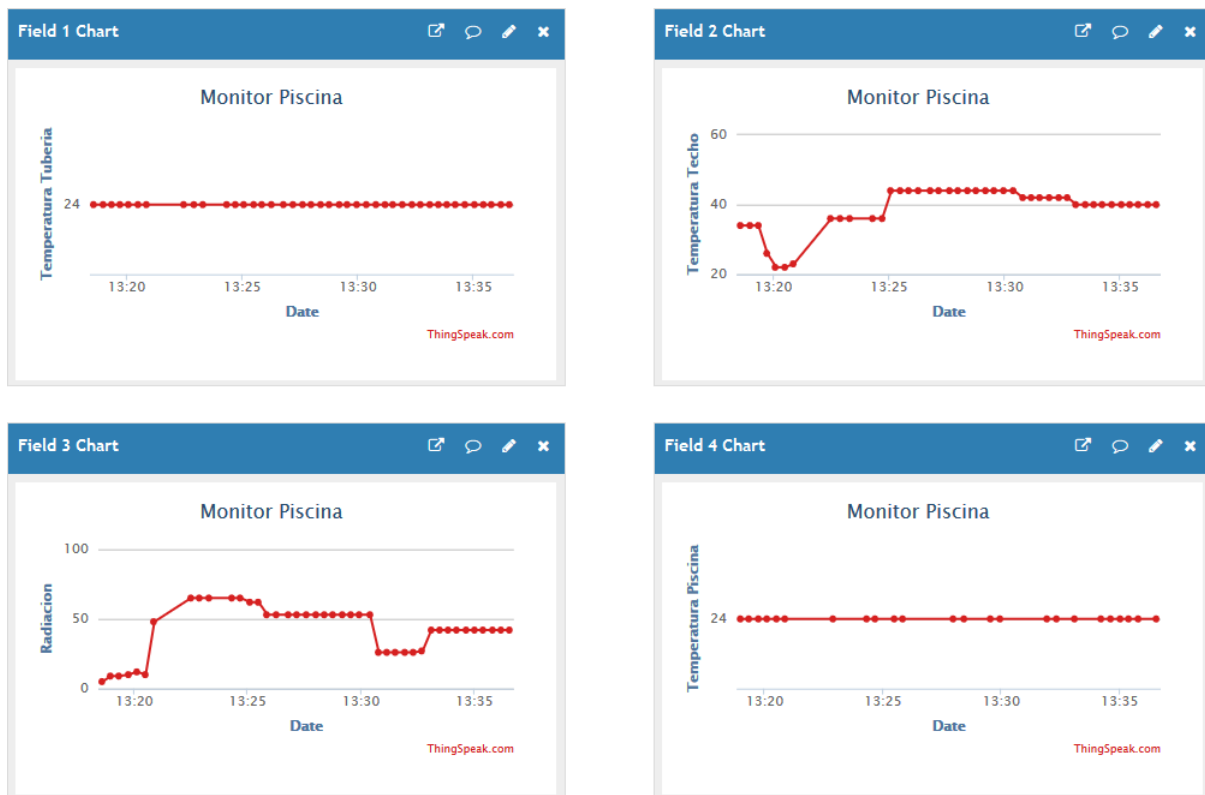 Field 1 Chart
Monitor Piscina
Temperatura Tuberia
24
13:20 13:25 13:30 13:35
Date
ThingSpeak.com
Field 2 Chart
Monitor Piscina
Temperatura Techo
60
40
20
13:20 13:25 13:30 13:35
Date
ThingSpeak.com
Field 3 Chart
Monitor Piscina
Radiacion
100
50
0
13:20 13:25 13:30 13:35
Date
ThingSpeak.com
Field 4 Chart
Monitor Piscina
Temperatura Piscina
24
13:20 13:25 13:30 13:35
Date
ThingSpeak.com